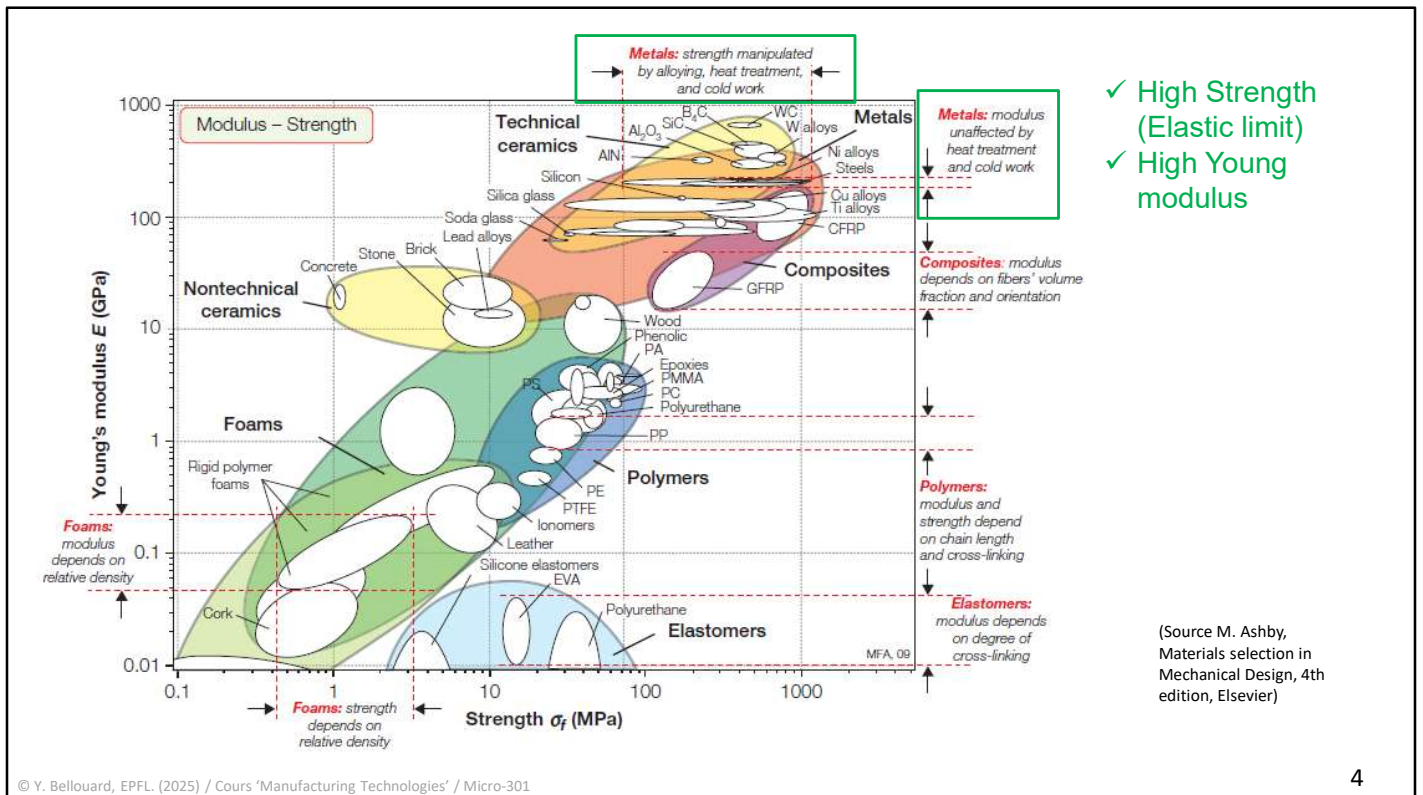 Metals: strength manipulated
by alloying, heat treatment,
and cold work
Modulus – Strength
1000
100
10
1
0.1
0.01
Young's modulus E (GPa)
0.1
1
10
100
1000
Strength σf (MPa)
Technical
ceramics
B4C
SiC
Al2O3
AlN
WC
W alloys
Metals
Ni alloys
Steels
Silicon
Silica glass
Soda glass
Cu alloys
Ti alloys
CFRP
Lead alloys
Brick
Stone
Concrete
Nontechnical
ceramics
Composites
GFRP
Wood
Phenolic
PA
Epoxies
PMMA
PC
Polyurethane
PS
PP
PE
PTFE
Ionomers
Leather
Polymers
Foams
Rigid polymer
foams
Cork
Silicone elastomers
EVA
Polyurethane
Elastomers
MFA, 09
Metals: modulus
unaffected by
heat treatment
and cold work
Composites: modulus
depends on fibers' volume
fraction and orientation
Polymers:
modulus and
strength depend
on chain length
and cross-linking
Elastomers:
modulus depends
on degree of
cross-linking
Foams:
modulus
depends on
relative density
Foams: strength
depends on
relative density
✓ High Strength
(Elastic limit)
✓ High Young
modulus
(Source M. Ashby,
Materials selection in
Mechanical Design, 4th
edition, Elsevier)
© Y. Bellouard, EPFL. (2025) / Cours 'Manufacturing Technologies' / Micro-301
4